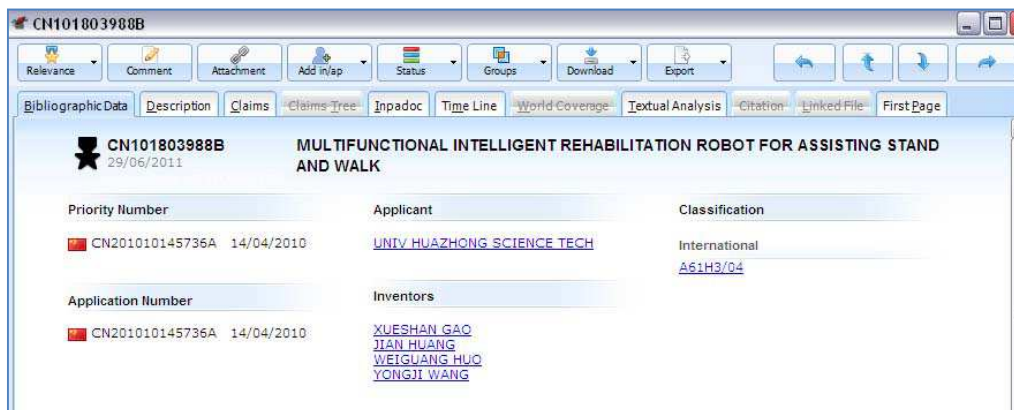 CN101803988B
Relevance Comment Attachment Add in/ap Status Groups Download Export
Bibliographic Data Description Claims Claims Tree Inpadoc Time Line World Coverage Textual Analysis Citation Linked File First Page
CN101803988B
29/06/2011
MULTIFUNCTIONAL INTELLIGENT REHABILITATION ROBOT FOR ASSISTING STAND
AND WALK
Priority Number
CN201010145736A 14/04/2010
Application Number
CN201010145736A 14/04/2010
Applicant
UNIV HUAZHONG SCIENCE TECH
Inventors
XUESHAN GAO
JIAN HUANG
WEIGUANG HUO
YONGJI WANG
Classification
International
A61H3/04